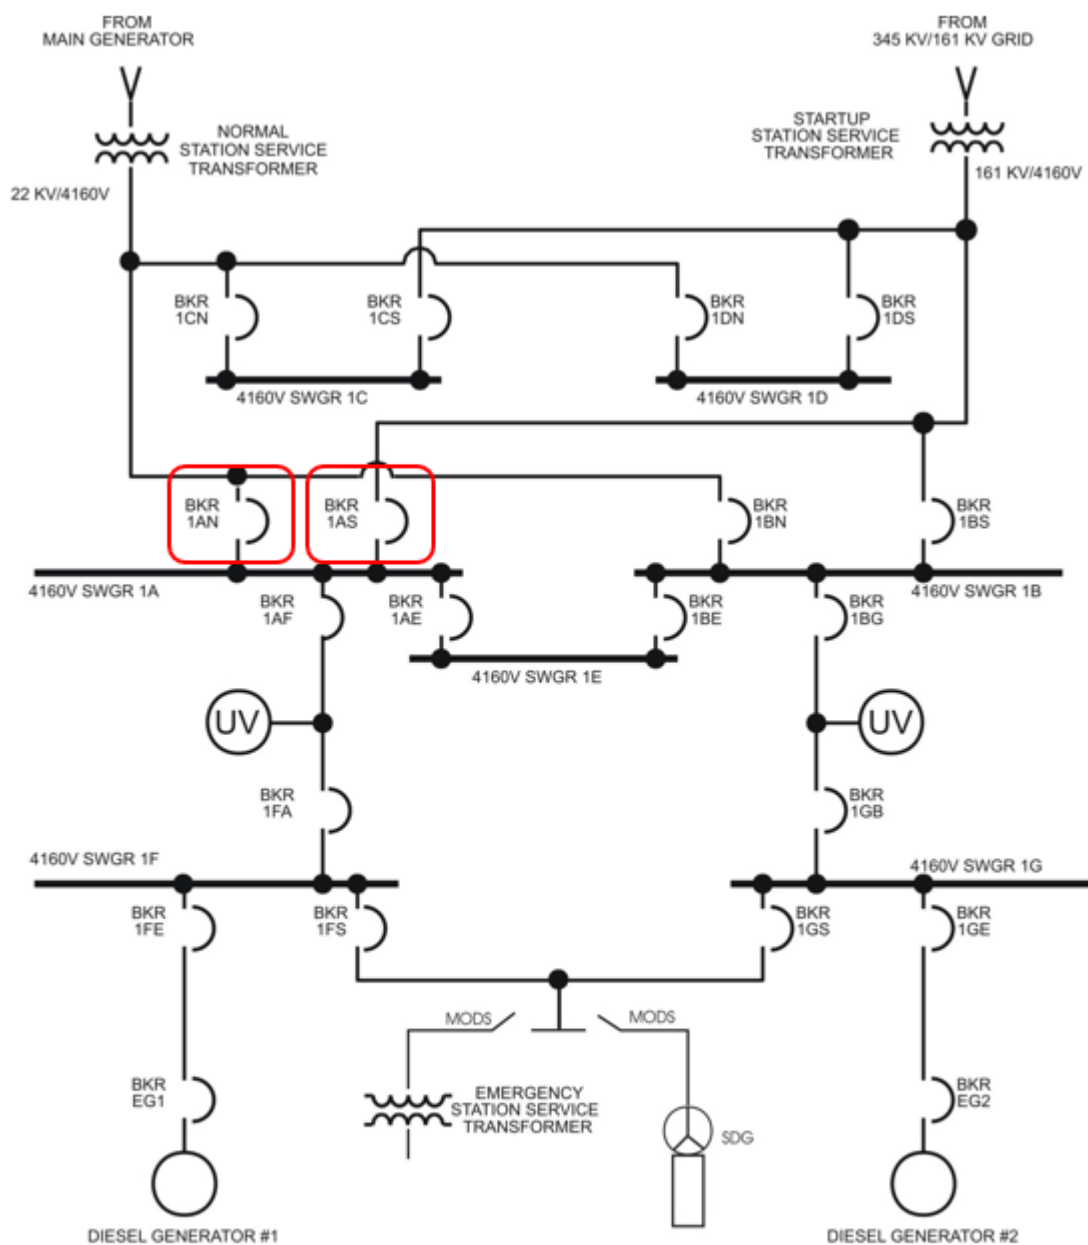 FROM
MAIN GENERATOR
FROM
345 KV/161 KV GRID
NORMAL
STATION SERVICE
TRANSFORMER
STARTUP
STATION SERVICE
TRANSFORMER
22 KV/4160V
161 KV/4160V
BKR
1CN
BKR
1CS
BKR
1DN
BKR
1DS
4160V SWGR 1C
4160V SWGR 1D
BKR
1AN
BKR
1AS
BKR
1BN
BKR
1BS
4160V SWGR 1A
4160V SWGR 1B
BKR
1AF
BKR
1AE
BKR
1BE
BKR
1BG
4160V SWGR 1E
UV
UV
BKR
1FA
BKR
1GB
4160V SWGR 1F
4160V SWGR 1G
BKR
1FE
BKR
1FS
BKR
1GS
BKR
1GE
MODS
MODS
BKR
EG1
EMERGENCY
STATION SERVICE
TRANSFORMER
SDG
BKR
EG2
DIESEL GENERATOR #1
DIESEL GENERATOR #2